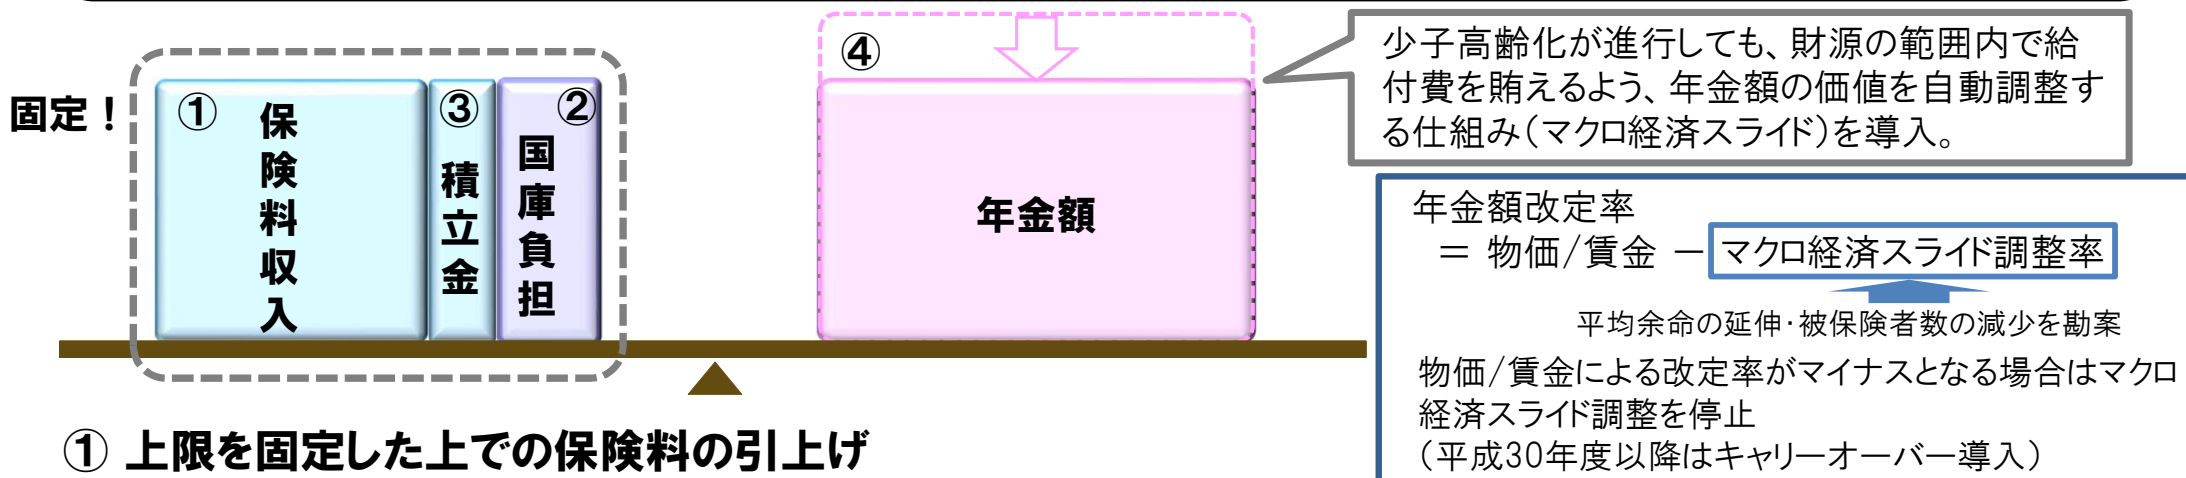 固定！
①
保険料収入
③
積立金
②
国庫負担
④
年金額
少子高齢化が進行しても、財源の範囲内で給
付費を賄えるよう、年金額の価値を自動調整す
る仕組み（マクロ経済スライド）を導入。
年金額改定率
＝ 物価/賃金 － マクロ経済スライド調整率
平均余命の延伸・被保険者数の減少を勘案
物価/賃金による改定率がマイナスとなる場合はマクロ
経済スライド調整を停止
（平成30年度以降はキャリーオーバー導入）
① 上限を固定した上での保険料の引上げ